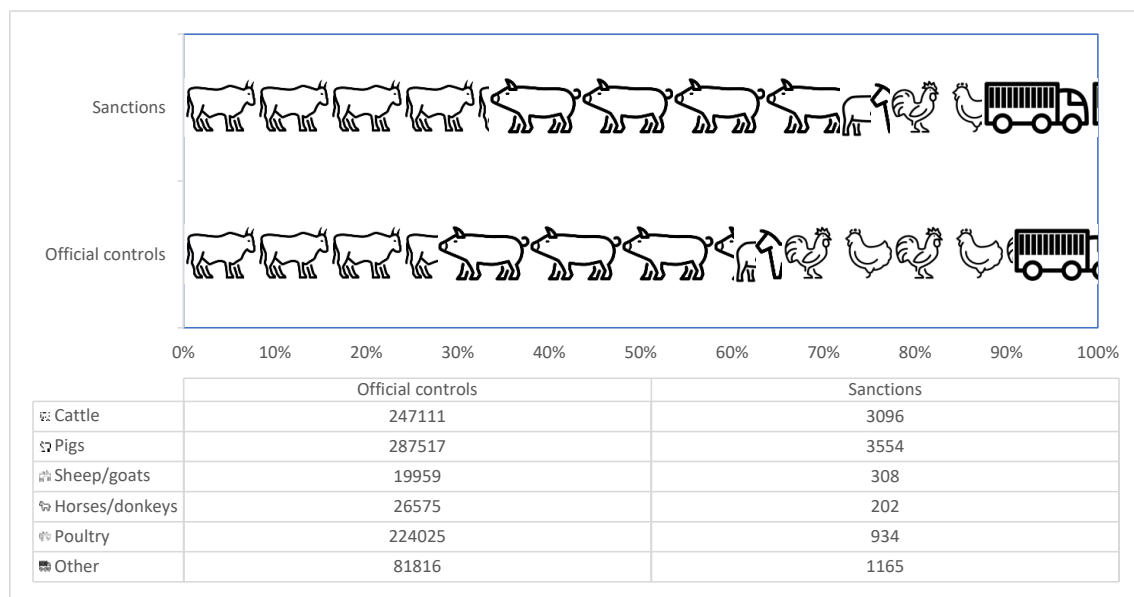 Sanctions
Official controls
0% 10% 20% 30% 40% 50% 60% 70% 80% 90% 100%
Official controls Sanctions
Cattle 247111 3096
Pigs 287517 3554
Sheep/goats 19959 308
Horses/donkeys 26575 202
Poultry 224025 934
Other 81816 1165